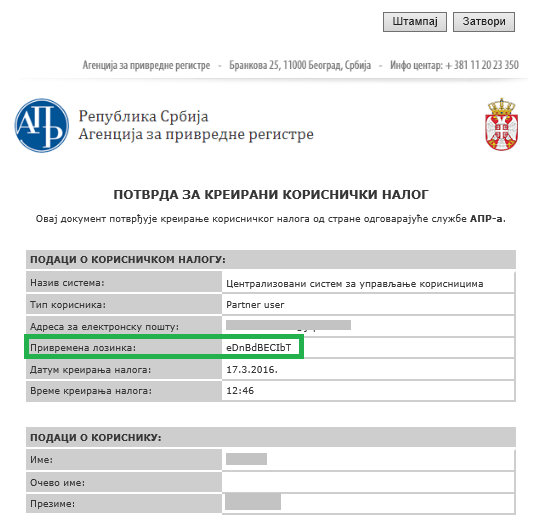 Штампај Затвори
Агенција за привредне регистре - Бранкова 25, 11000 Београд, Србија - Инфо центар: + 381 11 20 23 350
АПР
Република Србија
Агенција за привредне регистре
ПОТВРДА ЗА КРЕИРАНИ КОРИСНИЧКИ НАЛОГ
Овај документ потврђује креирање корисничког налога од стране одговарајуће службе АПР-а.
ПОДАЦИ О КОРИСНИЧКОМ НАЛОГУ:
Назив система: Централизовани систем за управљање корисницима
Тип корисника: Partner user
Адреса за електронску пошту:
Привремена лозинка: eDnBdBECIbT
Датум креирања налога: 17.3.2016.
Време креирања налога: 12:46
ПОДАЦИ О КОРИСНИКУ:
Име:
Очево име:
Презиме: